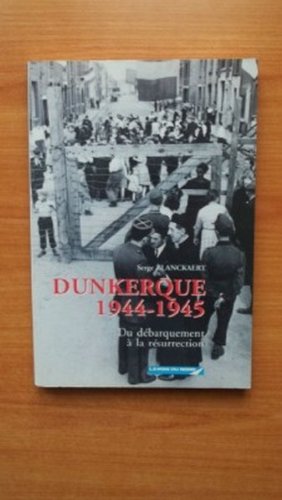 Serge BLANCKAERT
DUNKERQUE
1944-1945
Du débarquement
à la résurrection